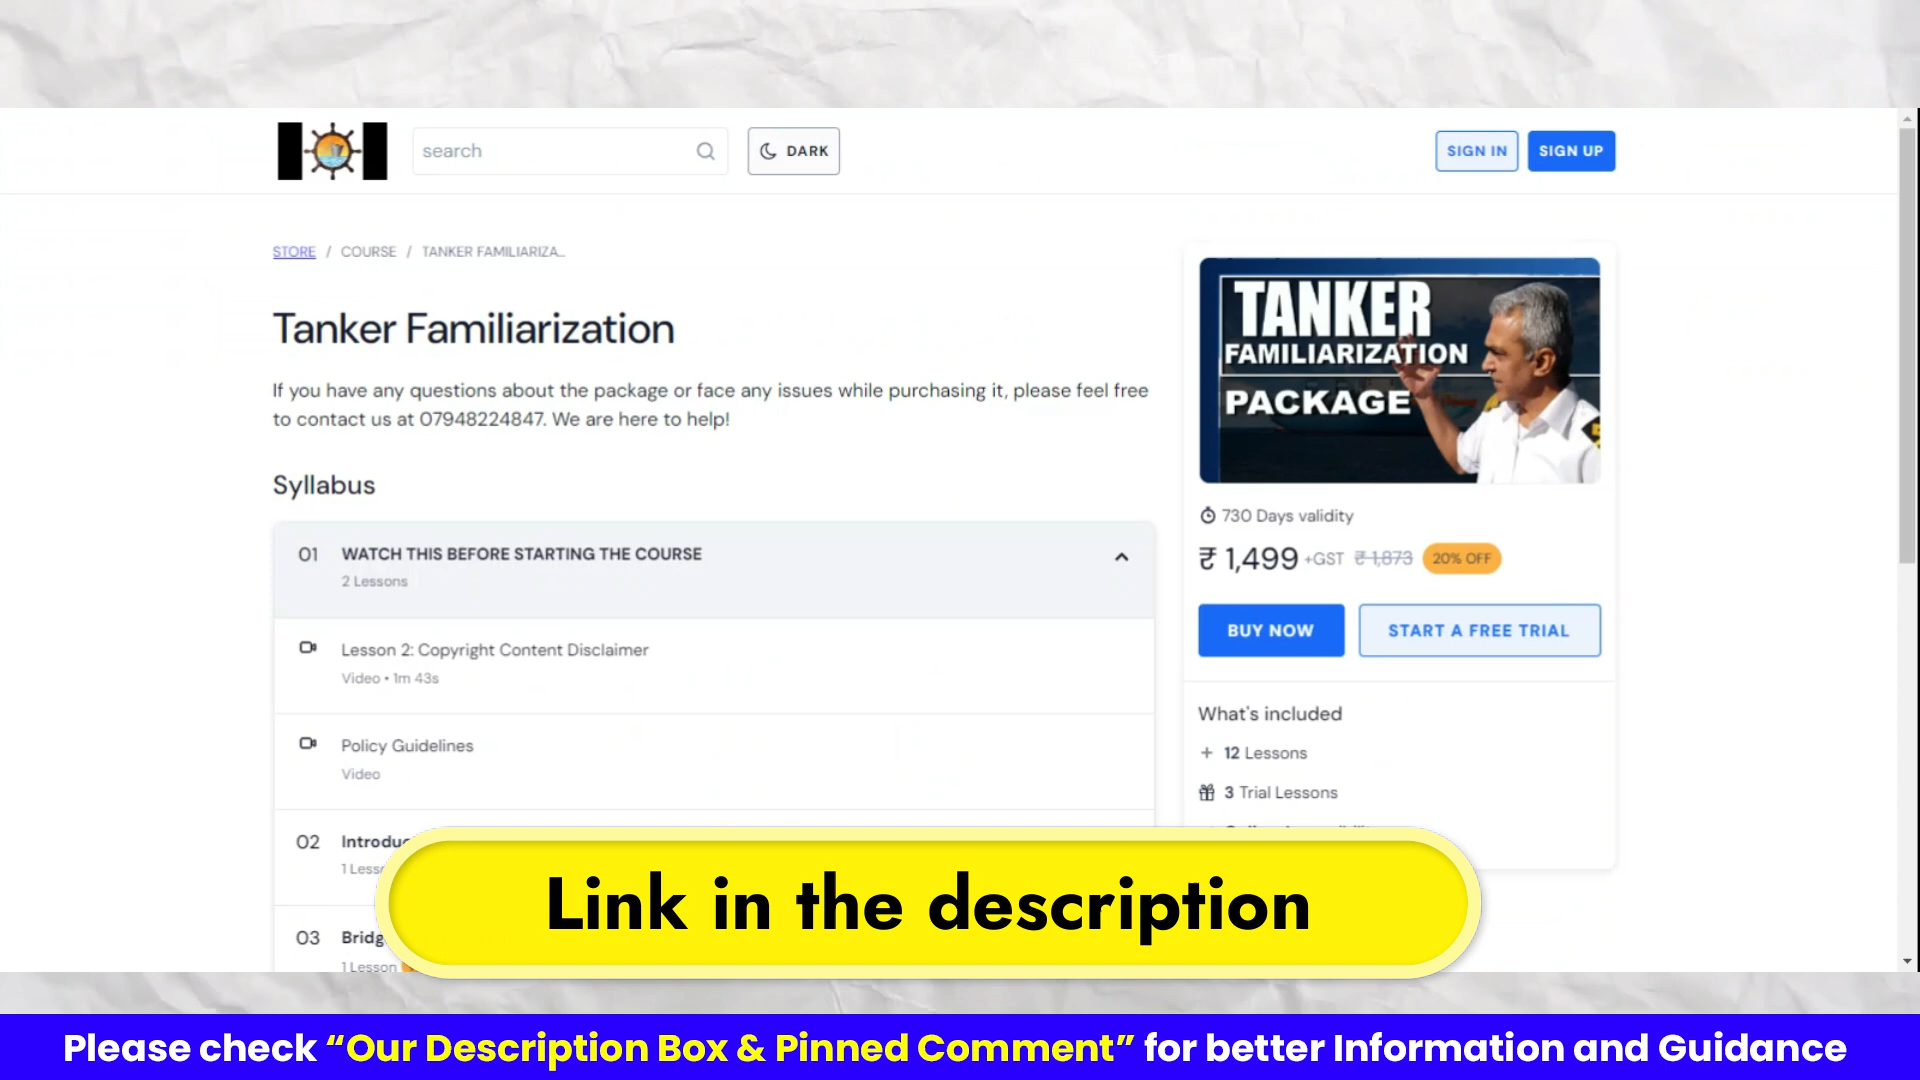 search
DARK
SIGN IN
SIGN UP
STORE / COURSE / TANKER FAMILIARIZA...
Tanker Familiarization
If you have any questions about the package or face any issues while purchasing it, please feel free
to contact us at 07948224847. We are here to help!
Syllabus
01 WATCH THIS BEFORE STARTING THE COURSE
2 Lessons
Lesson 2: Copyright Content Disclaimer
Video • 1m 43s
Policy Guidelines
Video
02
03
1 Lesson
TANKER
FAMILIARIZATION
PACKAGE
730 Days validity
₹ 1,499 +GST ₹ 1,873 20% OFF
BUY NOW
START A FREE TRIAL
What's included
+ 12 Lessons
3 Trial Lessons
Link in the description
Please check “Our Description Box & Pinned Comment” for better Information and Guidance